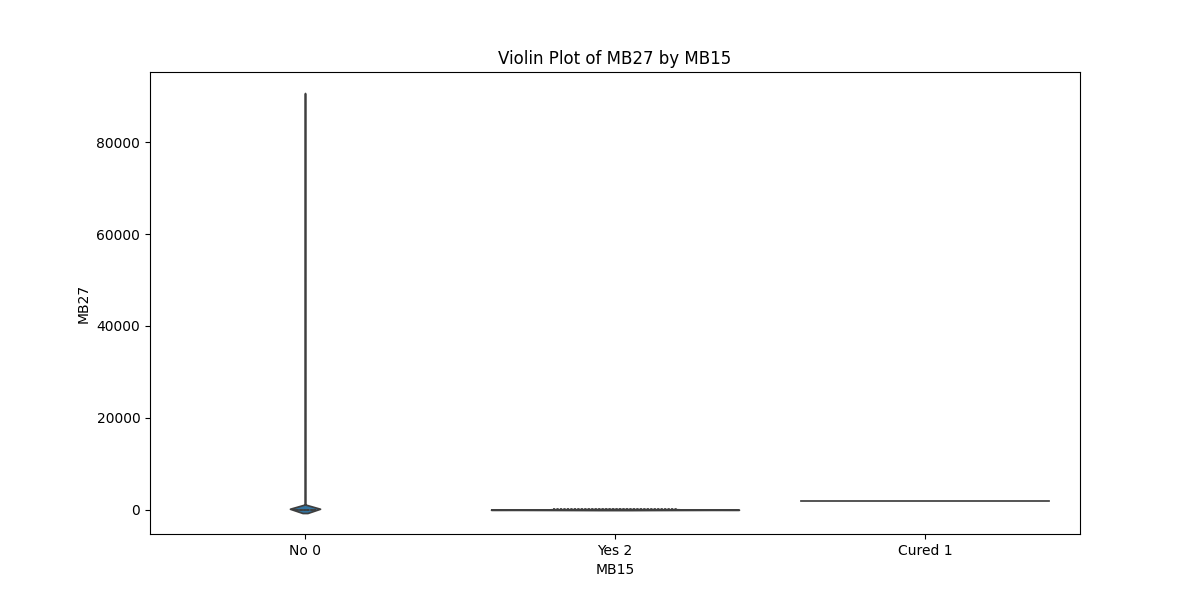 Violin Plot of MB27 by MB15
80000
60000
MB27
40000
20000
0
No 0 Yes 2 Cured 1
MB15